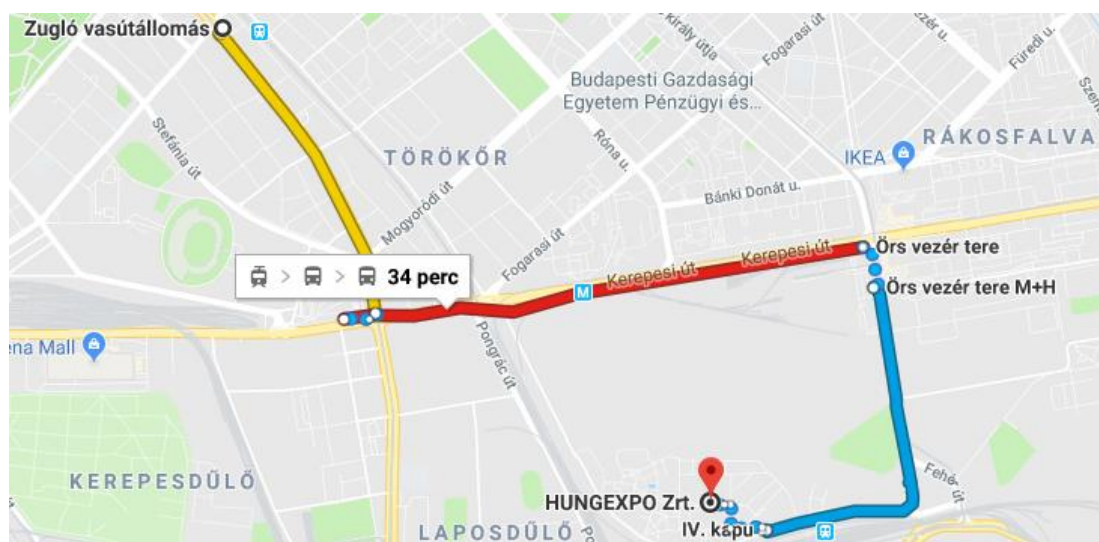 Zugló vasútállomás
király útja
Fogarasi út
vezér u.
Füredi u.
Budapesti Gazdasági
Egyetem Pénzügyi és...
Stefánia út
TÖRÖKŐR
Róna u.
IKEA
RÁKOSFALVA
Mogyoródi út
Bánki Donát u.
Fogarasi út
Kerepesi út
Kerepesi út
Örs vezér tere
> > 34 perc
M
Örs vezér tere M+H
ena Mall
Pongrác út
KEREPESDŰLŐ
Fehér út
HUNGEXPO Zrt.
IV. kapu
LAPOSDŰLŐ